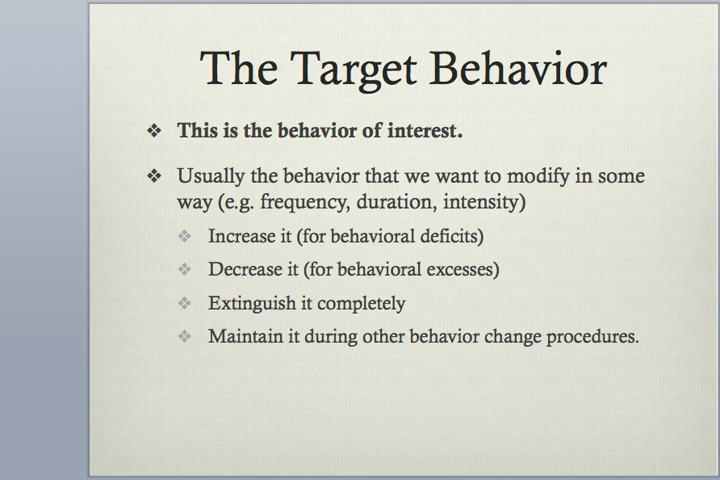 The Target Behavior
❖ This is the behavior of interest.
❖ Usually the behavior that we want to modify in some
way (e.g. frequency, duration, intensity)
❖ Increase it (for behavioral deficits)
❖ Decrease it (for behavioral excesses)
❖ Extinguish it completely
❖ Maintain it during other behavior change procedures.